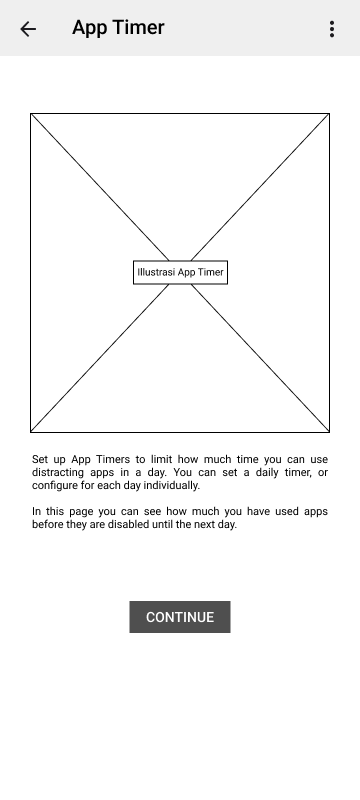 App Timer
Illustrasi App Timer
Set up App Timers to limit how much time you can use
distracting apps in a day. You can set a daily timer, or
configure for each day individually.
In this page you can see how much you have used apps
before they are disabled until the next day.
CONTINUE